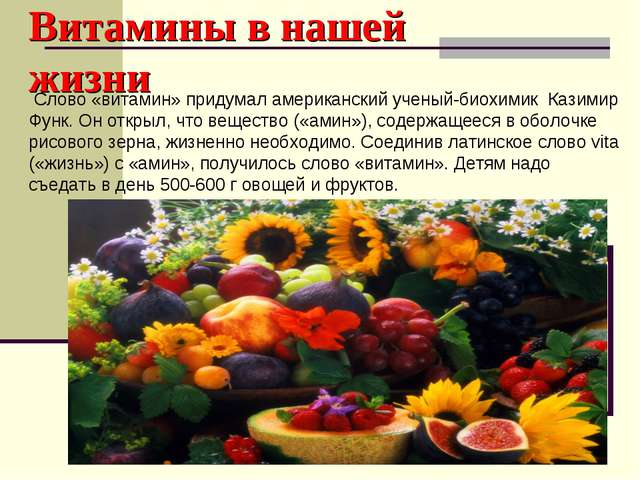 Витамины в нашей
жизни
Слово «витамин» придумал американский ученый-биохимик Казимир
Функ. Он открыл, что вещество («амин»), содержащееся в оболочке
рисового зерна, жизненно необходимо. Соединив латинское слово vita
(«жизнь») с «амин», получилось слово «витамин». Детям надо
съедать в день 500-600 г овощей и фруктов.